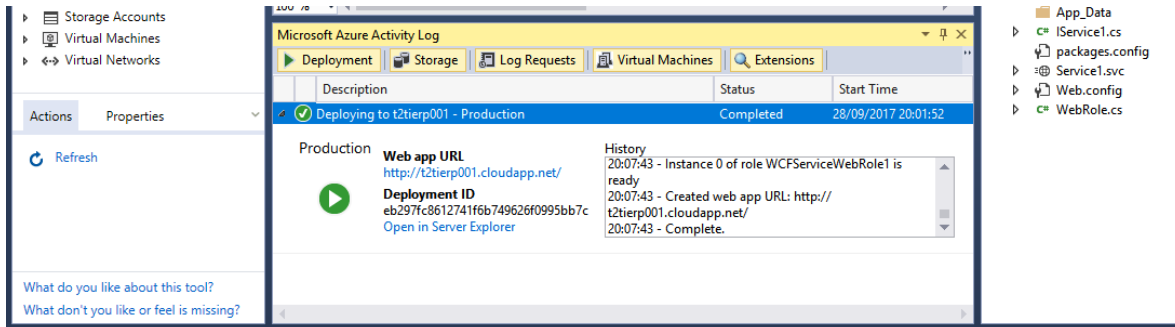 Storage Accounts
Virtual Machines
Virtual Networks
Actions Properties
Refresh
What do you like about this tool?
What don't you like or feel is missing?
100 %
Microsoft Azure Activity Log
Deployment Storage Log Requests Virtual Machines Extensions
Description Status Start Time
Deploying to t2tierp001 - Production Completed 28/09/2017 20:01:52
Production
Web app URL
http://t2tierp001.cloudapp.net/
Deployment ID
eb297fc8612741f6b749626f0995bb7c
Open in Server Explorer
History
20:07:43 - Instance 0 of role WCFServiceWebRole1 is
ready
20:07:43 - Created web app URL: http://
t2tierp001.cloudapp.net/
20:07:43 - Complete.
App_Data
C# IService1.cs
packages.config
Service1.svc
Web.config
C# WebRole.cs